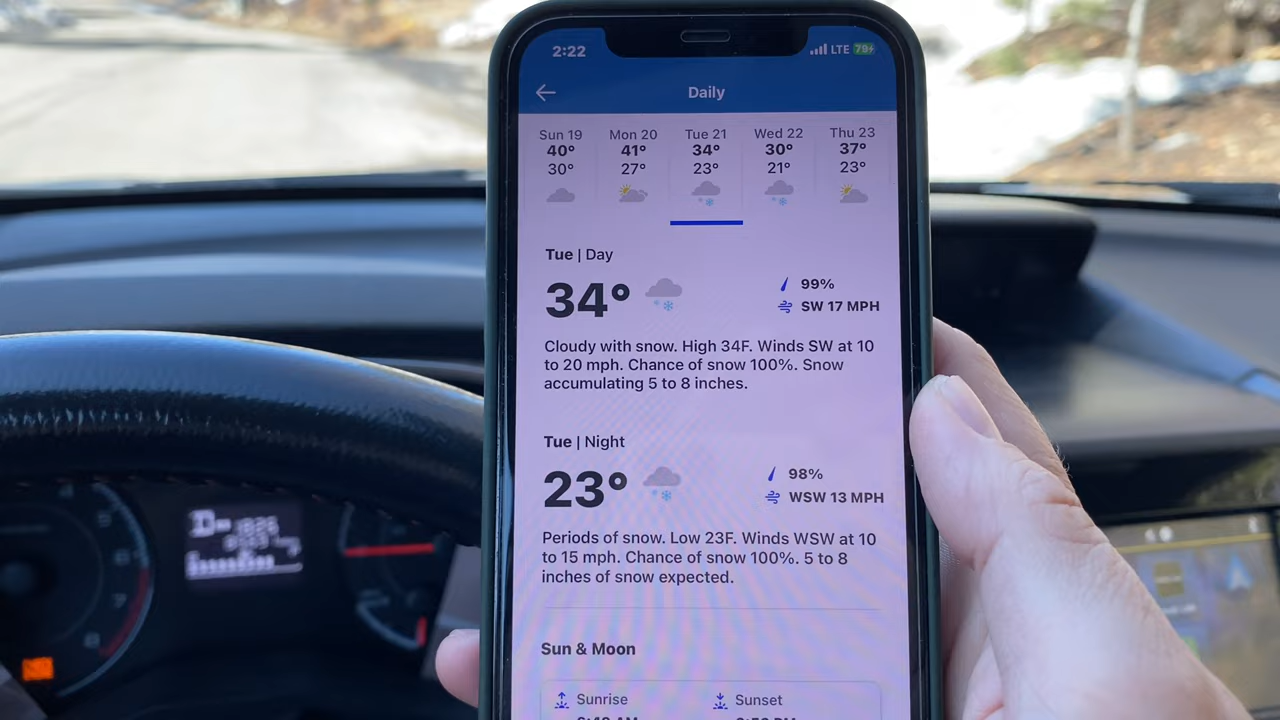 2:22
LTE 79
Daily
Sun 19 Mon 20 Tue 21 Wed 22 Thu 23
40° 41° 34° 30° 37°
30° 27° 23° 21° 23°
Tue | Day
34° 99%
SW 17 MPH
Cloudy with snow. High 34F. Winds SW at 10
to 20 mph. Chance of snow 100%. Snow
accumulating 5 to 8 inches.
Tue | Night
23° 98%
WSW 13 MPH
Periods of snow. Low 23F. Winds WSW at 10
to 15 mph. Chance of snow 100%. 5 to 8
inches of snow expected.
Sun & Moon
Sunrise Sunset
7
8